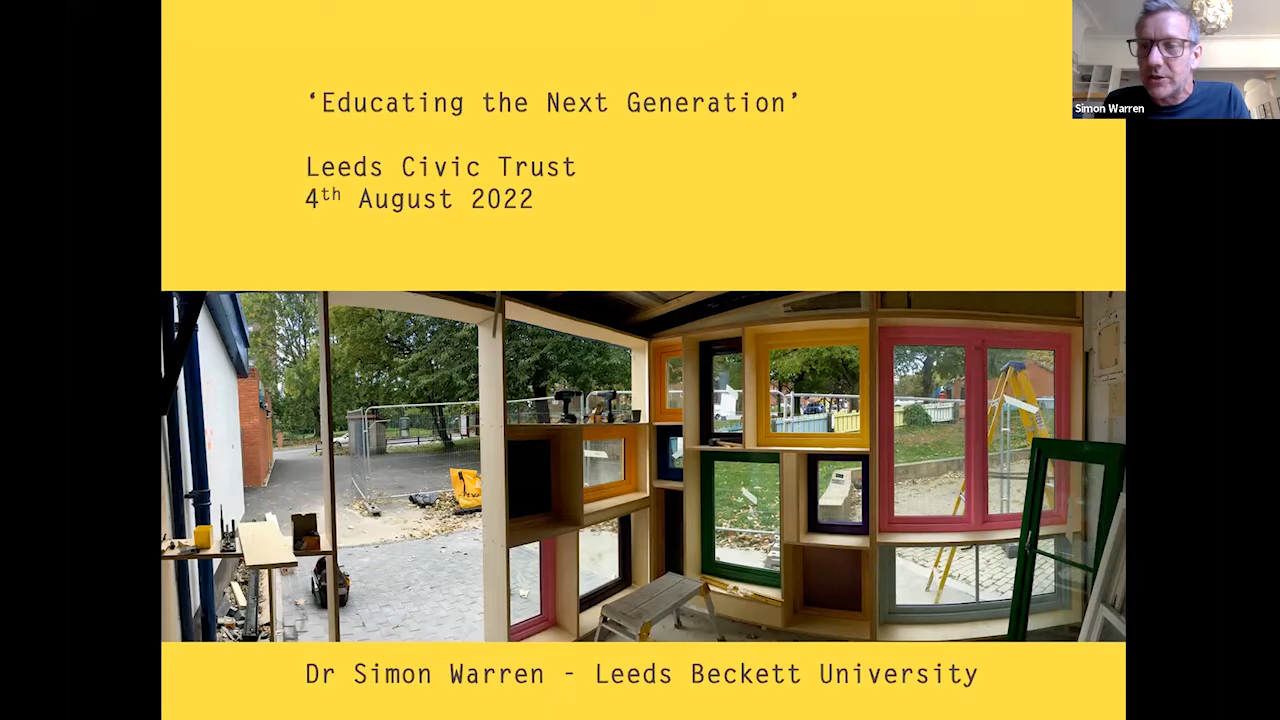 ‘Educating the Next Generation’
Leeds Civic Trust
4th August 2022
Simon Warren
Dr Simon Warren - Leeds Beckett University